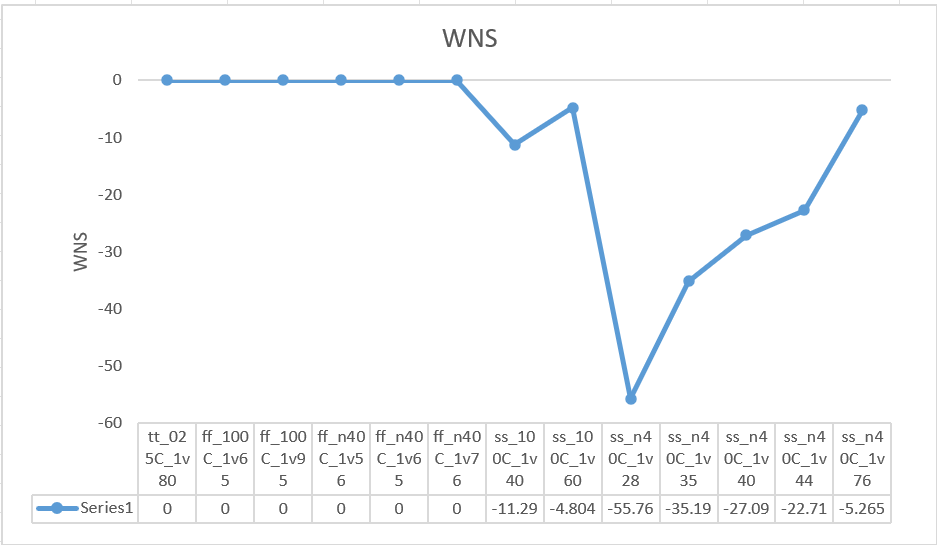 WNS
0
-10
-20
-30
-40
-50
-60
WNS
tt_02 ff_100 ff_100 ff_n40 ff_n40 ff_n40 ss_10 ss_10 ss_n4 ss_n4 ss_n4 ss_n4 ss_n4
5C_1v C_1v6 C_1v9 C_1v5 C_1v6 C_1v7 0C_1v 0C_1v 0C_1v 0C_1v 0C_1v 0C_1v 0C_1v
80 5 5 6 5 6 40 60 28 35 40 44 76
Series1 0 0 0 0 0 0 -11.29 -4.804 -55.76 -35.19 -27.09 -22.71 -5.265